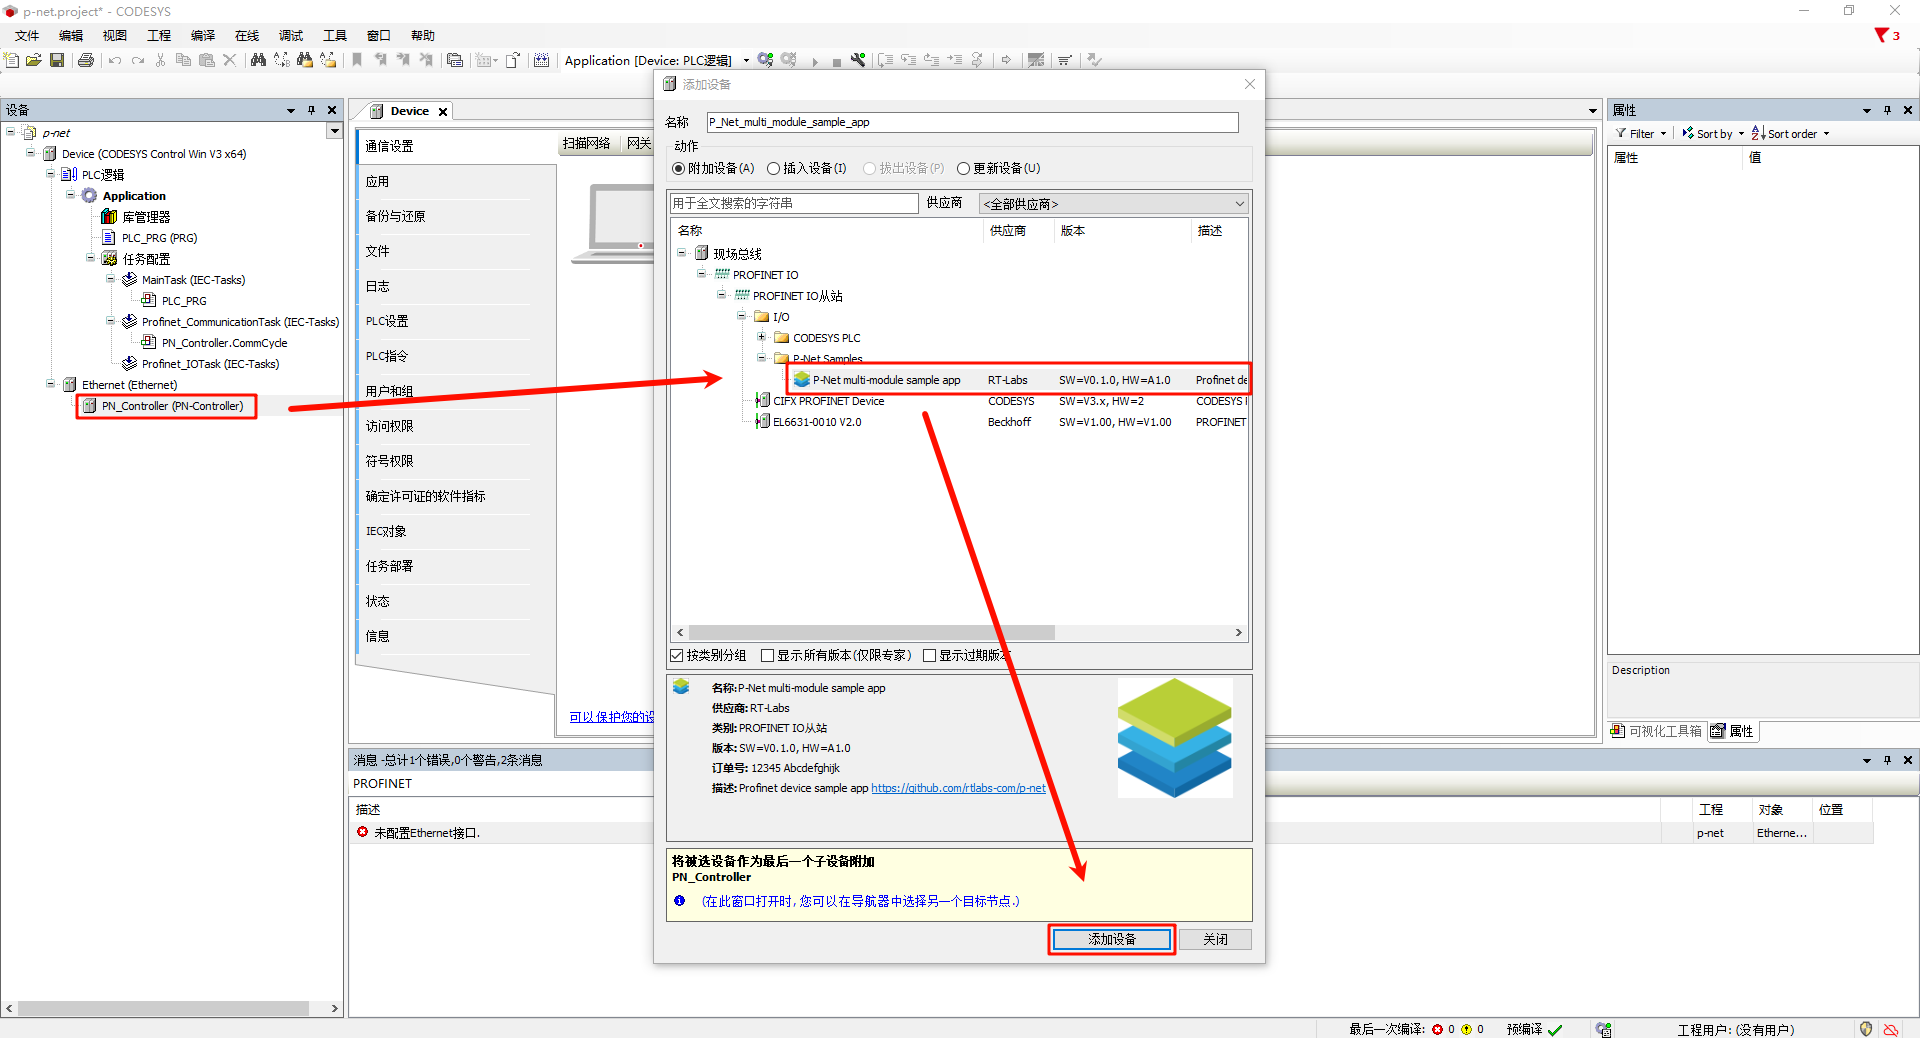 p-net.project* - CODESYS
文件 编辑 视图 工程 编译 在线 调试 工具 窗口 帮助
3
Application [Device: PLC逻辑]
设备
p-net
Device (CODESYS Control Win V3 x64)
PLC逻辑
Application
库管理器
PLC_PRG (PRG)
任务配置
MainTask (IEC-Tasks)
PLC_PRG
Profinet_CommunicationTask (IEC-Tasks)
PN_Controller.CommCycle
Profinet_IOTask (IEC-Tasks)
Ethernet (Ethernet)
PN_Controller (PN-Controller)
Device
通信设置
应用
备份与还原
文件
日志
PLC设置
PLC指令
用户和组
访问权限
符号权限
确定许可证的软件指标
IEC对象
任务部署
状态
信息
扫描网络 网关
可以保护您的设
添加设备
名称 P_Net_multi_module_sample_app
动作
附加设备(A) 插入设备(I) 拔出设备(P) 更新设备(U)
用于全文搜索的字符串 供应商 <全部供应商>
名称 供应商 版本 描述
现场总线
PROFINET IO
PROFINET IO从站
I/O
CODESYS PLC
P-Net Samples
P-Net multi-module sample app RT-Labs SW=V0.1.0, HW=A1.0 Profinet de
CIFX PROFINET Device CODESYS SW=V3.x, HW=2 CODESYS
EL6631-0010 V2.0 Beckhoff SW=V1.00, HW=V1.00 PROFINET
按类别分组 显示所有版本(仅限专家) 显示过期版本
名称:P-Net multi-module sample app
供应商: RT-Labs
类别: PROFINET IO从站
版本: SW=V0.1.0, HW=A1.0
订单号: 12345 Abcdefghijk
描述: Profinet device sample app https://github.com/rtlabs-com/p-net
将被选设备作为最后一个子设备附加
PN_Controller
(在此窗口打开时,您可以在导航器中选择另一个目标节点.)
添加设备 关闭
属性
Filter Sort by Sort order
属性 值
Description
可视化工具箱 属性
消息 -总计1个错误,0个警告,2条消息
PROFINET
描述 工程 对象 位置
未配置Ethernet接口. p-net Etherne...
最后一次编译: 0 0 预编译 工程用户: (没有用户)